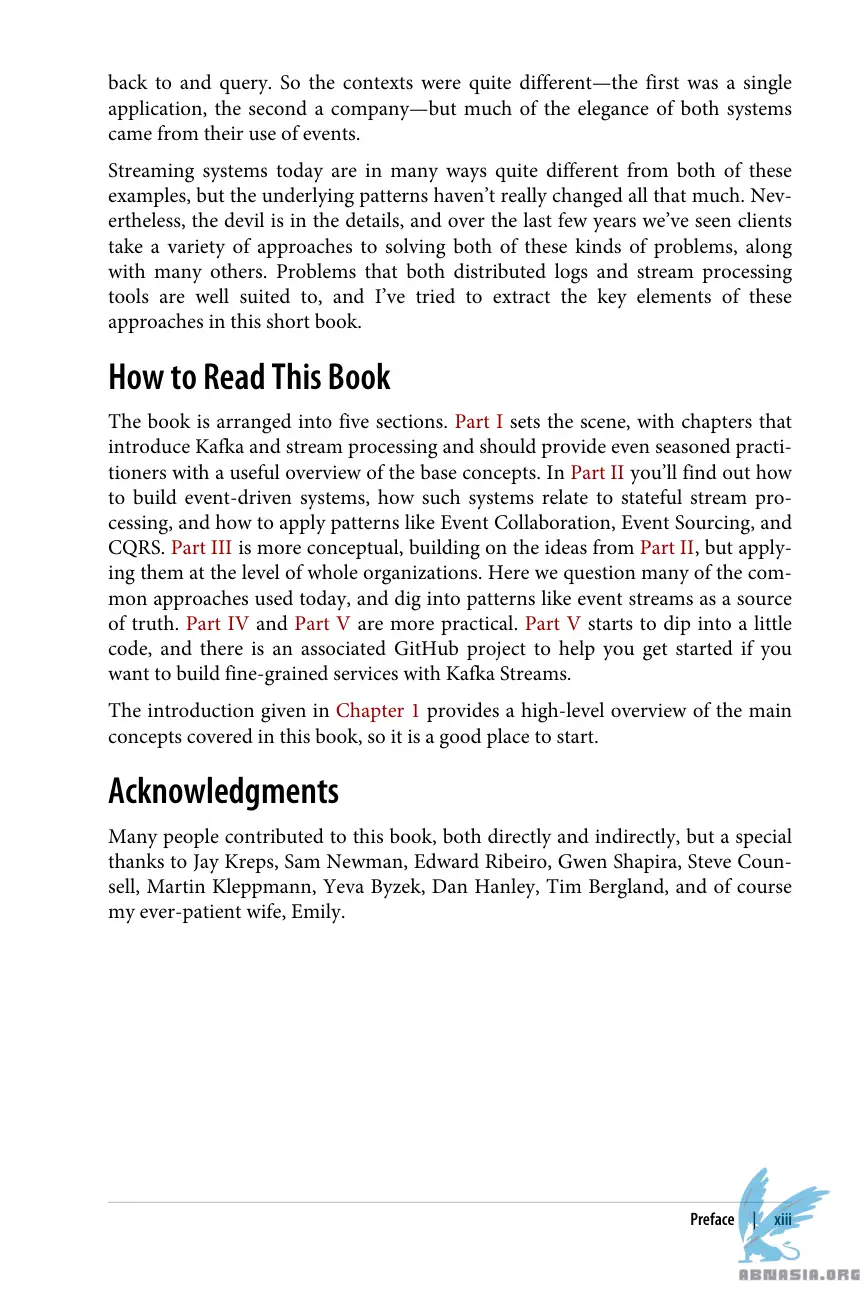 back to and query. So the contexts were quite different—the first was a single
application, the second a company—but much of the elegance of both systems
came from their use of events.
Streaming systems today are in many ways quite different from both of these
examples, but the underlying patterns haven’t really changed all that much. Nev-
ertheless, the devil is in the details, and over the last few years we’ve seen clients
take a variety of approaches to solving both of these kinds of problems, along
with many others. Problems that both distributed logs and stream processing
tools are well suited to, and I’ve tried to extract the key elements of these
approaches in this short book.
How to Read This Book
The book is arranged into five sections. Part I sets the scene, with chapters that
introduce Kafka and stream processing and should provide even seasoned practi-
tioners with a useful overview of the base concepts. In Part II you’ll find out how
to build event-driven systems, how such systems relate to stateful stream pro-
cessing, and how to apply patterns like Event Collaboration, Event Sourcing, and
CQRS. Part III is more conceptual, building on the ideas from Part II, but apply-
ing them at the level of whole organizations. Here we question many of the com-
mon approaches used today, and dig into patterns like event streams as a source
of truth. Part IV and Part V are more practical. Part V starts to dip into a little
code, and there is an associated GitHub project to help you get started if you
want to build fine-grained services with Kafka Streams.
The introduction given in Chapter 1 provides a high-level overview of the main
concepts covered in this book, so it is a good place to start.
Acknowledgments
Many people contributed to this book, both directly and indirectly, but a special
thanks to Jay Kreps, Sam Newman, Edward Ribeiro, Gwen Shapira, Steve Coun-
sell, Martin Kleppmann, Yeva Byzek, Dan Hanley, Tim Bergland, and of course
my ever-patient wife, Emily.
Preface | xiii
ABNASIA.ORG